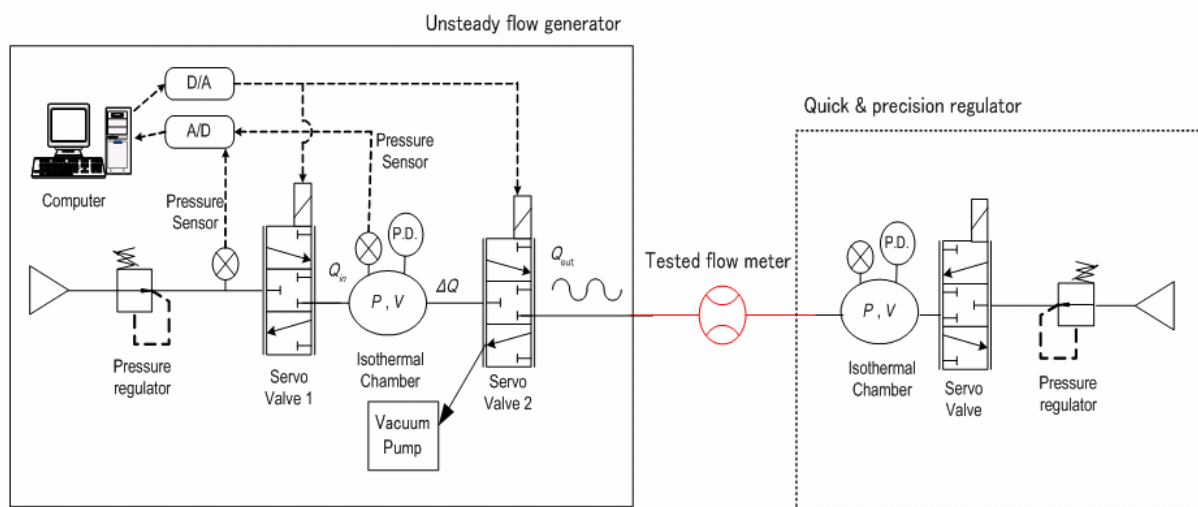 Unsteady flow generator
D/A
A/D
Computer
Pressure
Sensor
Pressure
Sensor
P.D.
Q_in
P , V
ΔQ
Q_out
Pressure
regulator
Servo
Valve 1
Isothermal
Chamber
Servo
Valve 2
Vacuum
Pump
Tested flow meter
Quick & precision regulator
P.D.
P , V
Isothermal
Chamber
Servo
Valve
Pressure
regulator